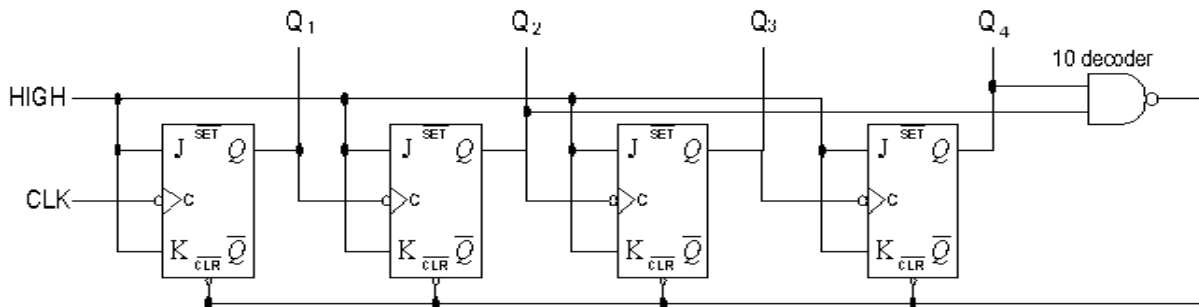 Q1 Q2 Q3 Q4
10 decoder
HIGH
SET SET SET SET
J Q J Q J Q J Q
CLK C C C C
K Q K Q K Q K Q
CLR CLR CLR CLR